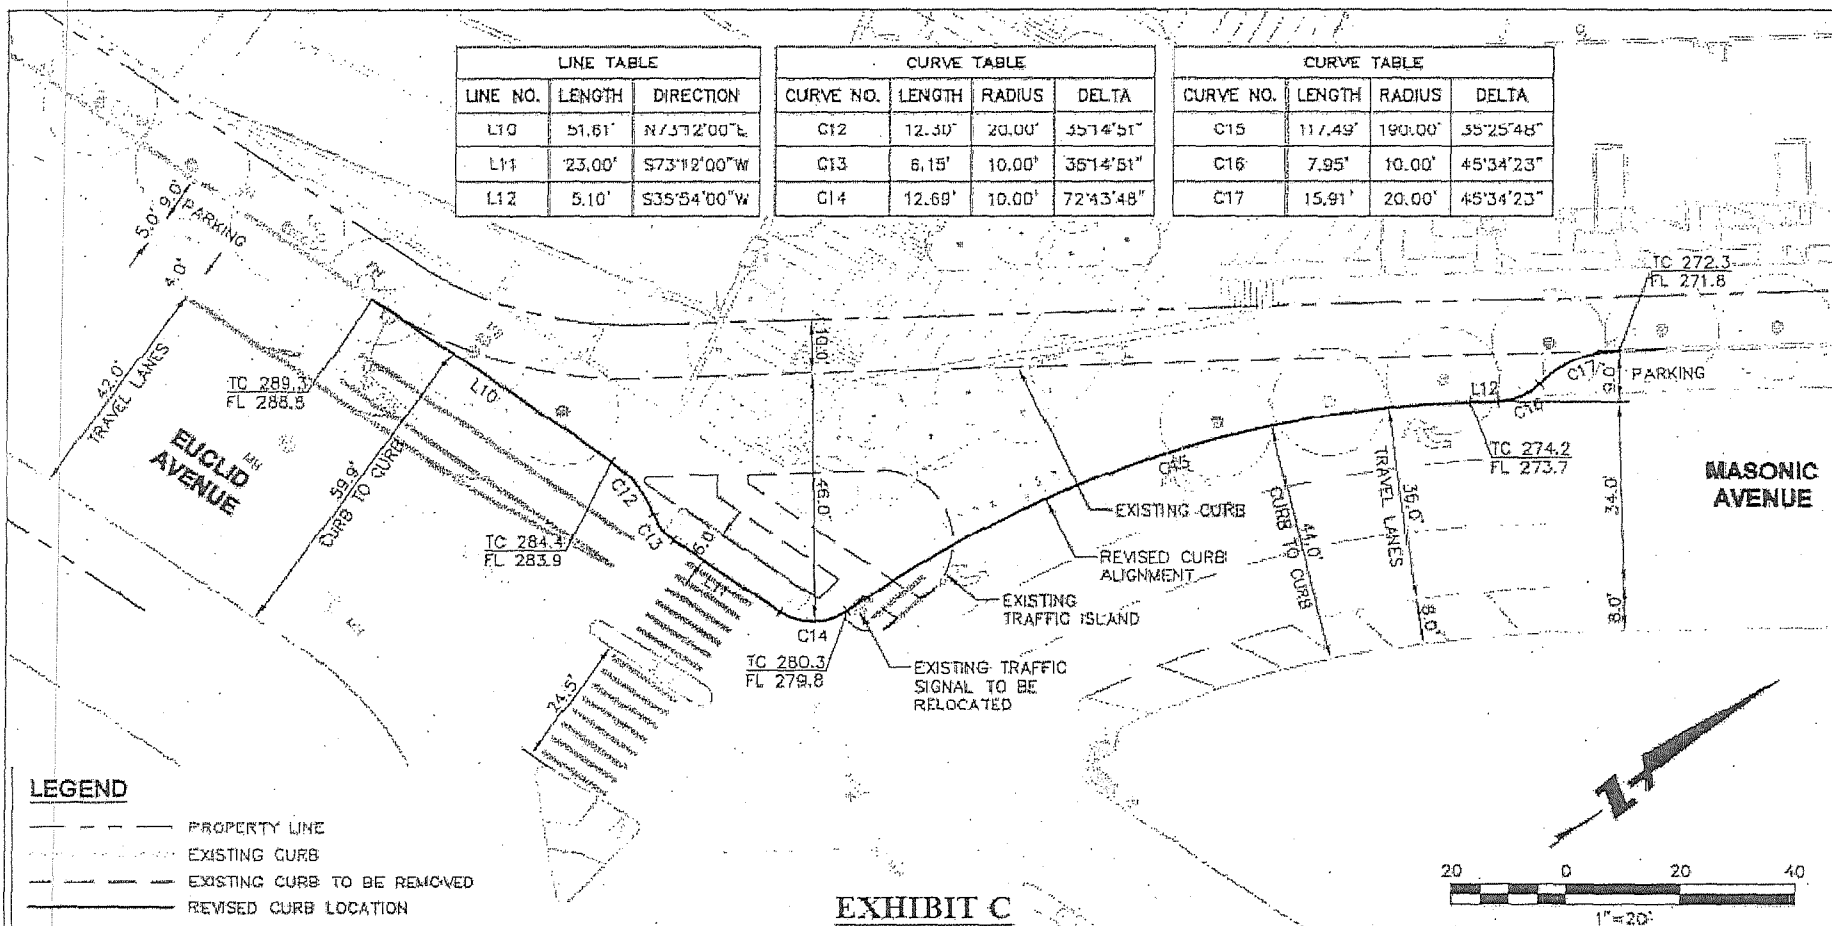 LINE TABLE
LINE NO. LENGTH DIRECTION
L10 51.61' N73°12'00"E
L11 23.00' S73°12'00"W
L12 5.10' S35°54'00"W
CURVE TABLE
CURVE NO. LENGTH RADIUS DELTA
C12 12.30' 20.00' 35°14'51"
C13 6.15' 10.00' 35°14'51"
C14 12.69' 10.00' 72°43'48"
CURVE TABLE
CURVE NO. LENGTH RADIUS DELTA
C15 117.49' 190.00' 35°25'48"
C16 7.95' 10.00' 45°34'23"
C17 15.91' 20.00' 45°34'23"
9.0'
PARKING
5.0'
4.0'
42.0'
TRAVEL LANES
EUCLID
AVENUE
MH
TC 289.3
FL 288.8
59.9'
CURB TO CURB
L10
C12
C13
TC 284.4
FL 283.9
6.0'
L11
24.5'
10.0'
46.0'
C14
TC 280.3
FL 279.8
EXISTING TRAFFIC
SIGNAL TO BE
RELOCATED
EXISTING
TRAFFIC ISLAND
REVISED CURB
ALIGNMENT
EXISTING CURB
C15
44.0'
CURB TO CURB
36.0'
TRAVEL LANES
8.0'
L12
C16
C17
9.0'
PARKING
TC 272.3
FL 271.8
TC 274.2
FL 273.7
34.0'
8.0'
MASONIC
AVENUE
LEGEND
PROPERTY LINE
EXISTING CURB
EXISTING CURB TO BE REMOVED
REVISED CURB LOCATION
EXHIBIT C
20 0 20 40
1"=20'